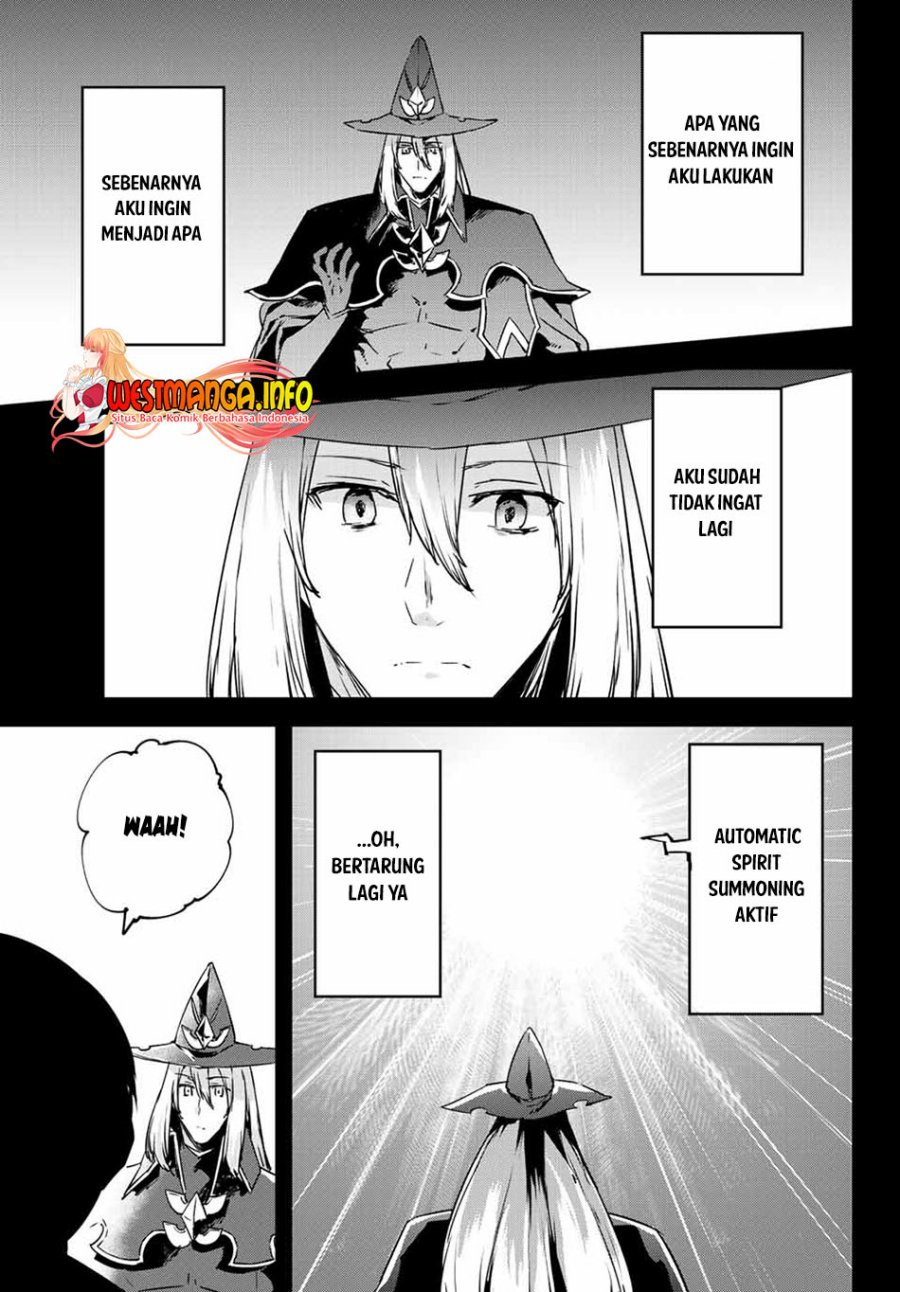 APA YANG
SEBENARNYA INGIN
AKU LAKUKAN
SEBENARNYA
AKU INGIN
MENJADI APA
WESTMANGA.INFO
Situs Baca Komik Berbahasa Indonesia
AKU SUDAH
TIDAK INGAT
LAGI
AUTOMATIC
SPIRIT
SUMMONING
AKTIF
...OH,
BERTARUNG
LAGI YA
WAAH!